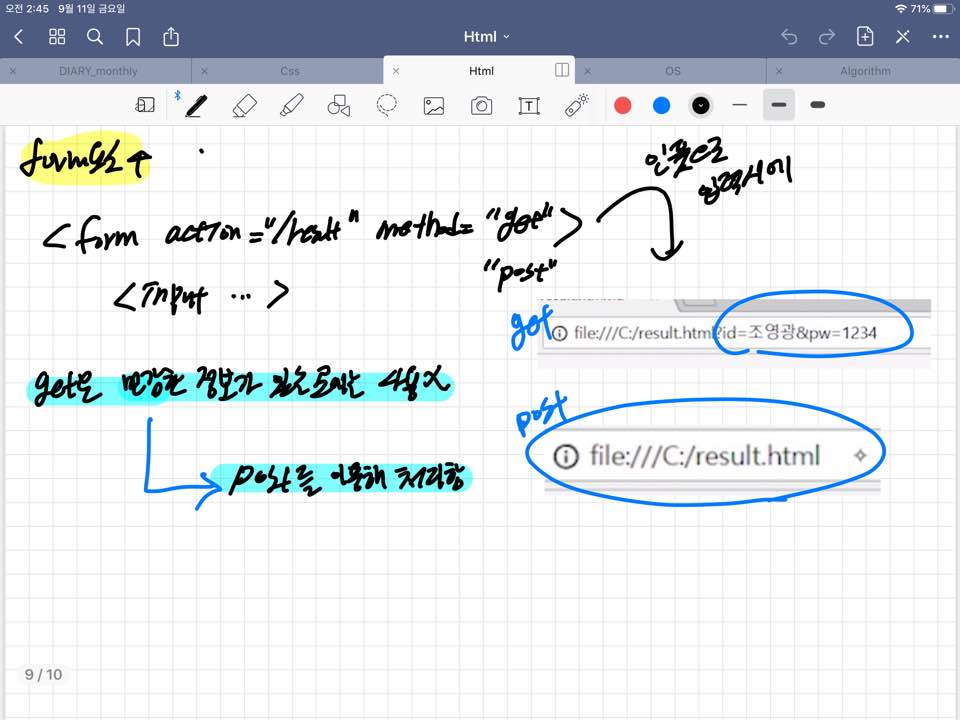 오전 2:45 9월 11일 금요일
71%
Html
DIARY_monthly
Css
Html
OS
Algorithm
form요소
인풋으로
입력시에
<form action="/result" method= "get">
"post"
<Input ... >
get
file:///C:/result.html?id=조영광&pw=1234
get은 민감한 정보가 있으로시는 사용X
post
file:///C:/result.html
post를 이용해 처리함
9 / 10